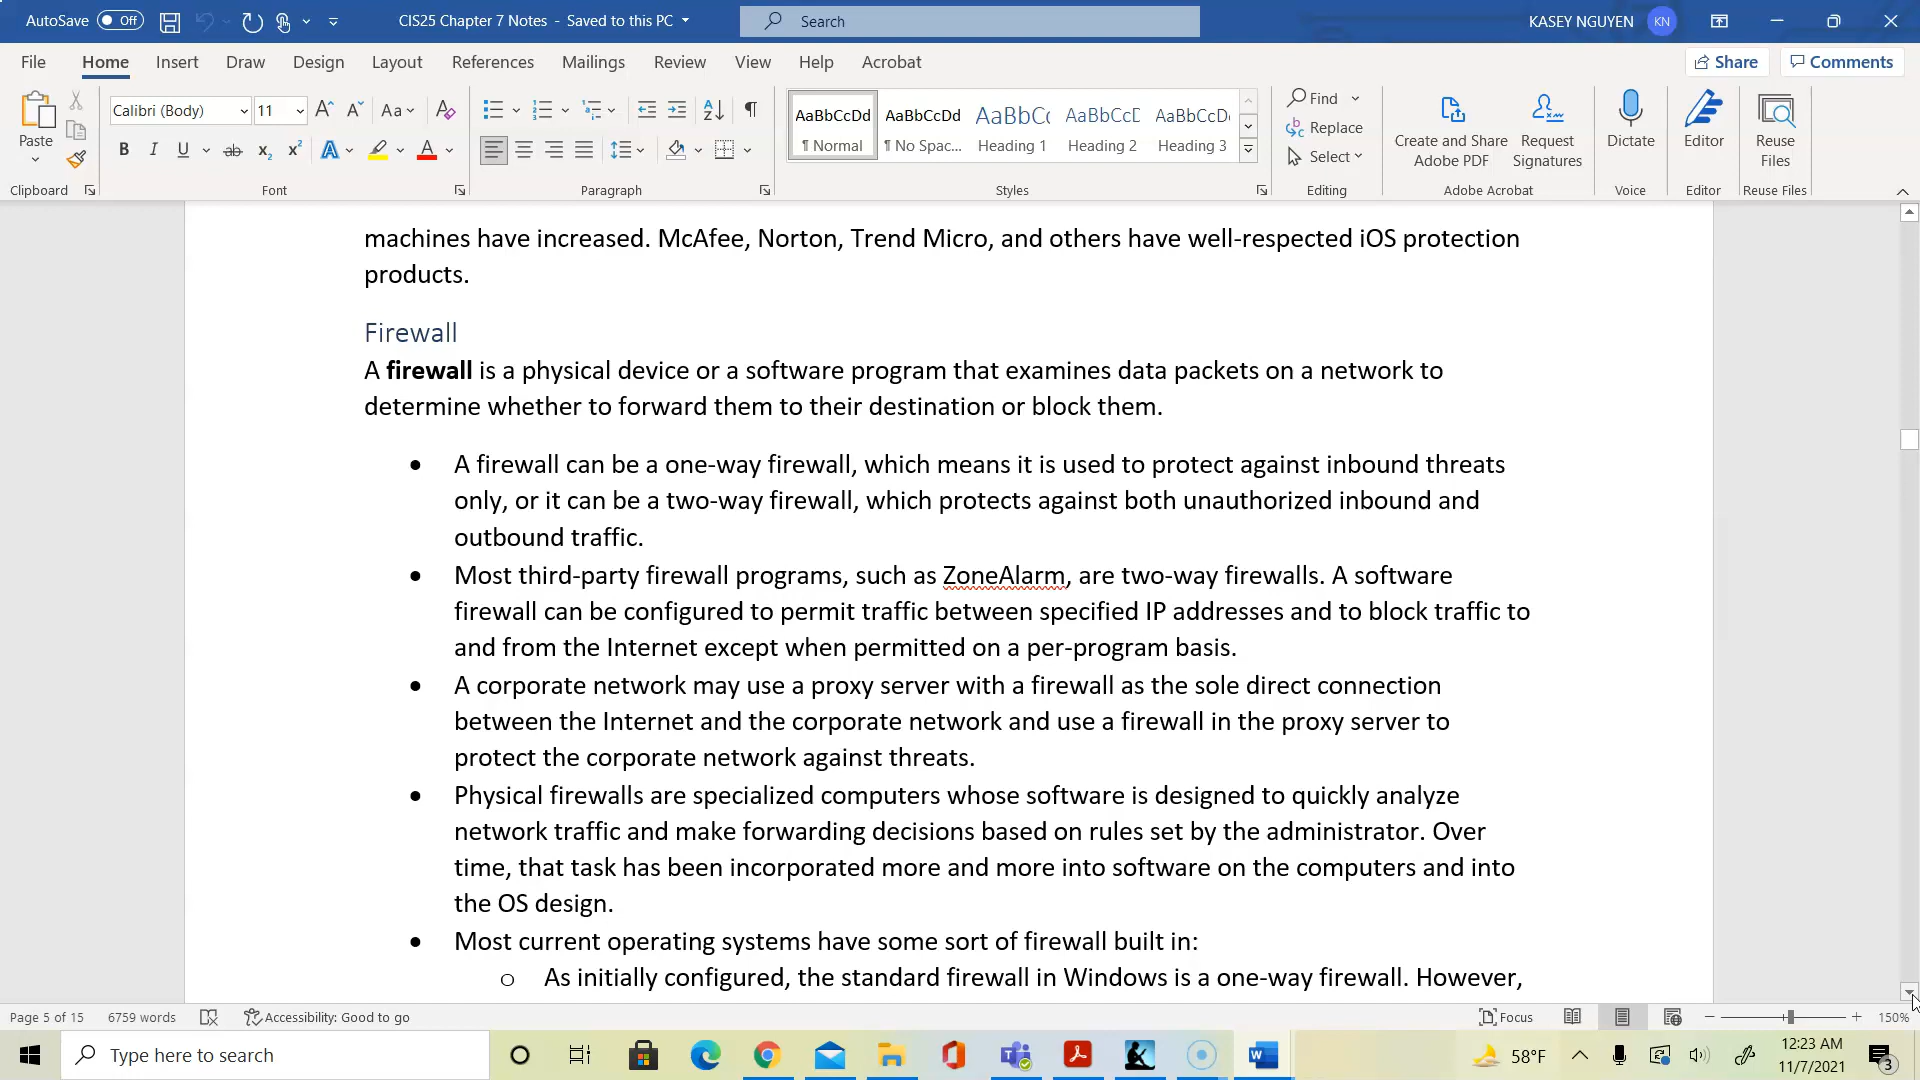 AutoSave Off CIS25 Chapter 7 Notes - Saved to this PC Search KASEY NGUYEN KN
File Home Insert Draw Design Layout References Mailings Review View Help Acrobat Share Comments
Paste
Clipboard
Calibri (Body) 11 A^ A Aa A
B I U ab x₂ x² A A
Font
Paragraph
AaBbCcDd AaBbCcDd AaBbCc AaBbCcD AaBbCcD
¶ Normal ¶ No Spac... Heading 1 Heading 2 Heading 3
Styles
Find
Replace
Select
Editing
Create and Share
Adobe PDF
Request
Signatures
Adobe Acrobat
Dictate
Voice
Editor
Editor
Reuse
Files
Reuse Files
machines have increased. McAfee, Norton, Trend Micro, and others have well-respected iOS protection
products.
Firewall
A firewall is a physical device or a software program that examines data packets on a network to
determine whether to forward them to their destination or block them.
• A firewall can be a one-way firewall, which means it is used to protect against inbound threats
only, or it can be a two-way firewall, which protects against both unauthorized inbound and
outbound traffic.
• Most third-party firewall programs, such as ZoneAlarm, are two-way firewalls. A software
firewall can be configured to permit traffic between specified IP addresses and to block traffic to
and from the Internet except when permitted on a per-program basis.
• A corporate network may use a proxy server with a firewall as the sole direct connection
between the Internet and the corporate network and use a firewall in the proxy server to
protect the corporate network against threats.
• Physical firewalls are specialized computers whose software is designed to quickly analyze
network traffic and make forwarding decisions based on rules set by the administrator. Over
time, that task has been incorporated more and more into software on the computers and into
the OS design.
• Most current operating systems have some sort of firewall built in:
o As initially configured, the standard firewall in Windows is a one-way firewall. However,
Page 5 of 15 6759 words Accessibility: Good to go Focus 150%
Type here to search 58°F 12:23 AM
11/7/2021 3